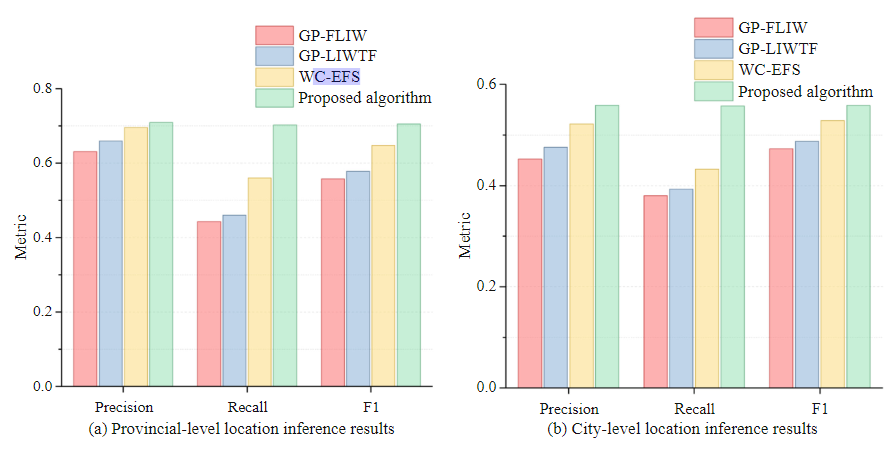 GP-FLIW
GP-LIWTF
WC-EFS
Proposed algorithm
0.8
0.6
0.4
0.2
0.0
Metric
Precision Recall F1
(a) Provincial-level location inference results
GP-FLIW
GP-LIWTF
WC-EFS
Proposed algorithm
0.6
0.4
0.2
0.0
Metric
Precision Recall F1
(b) City-level location inference results